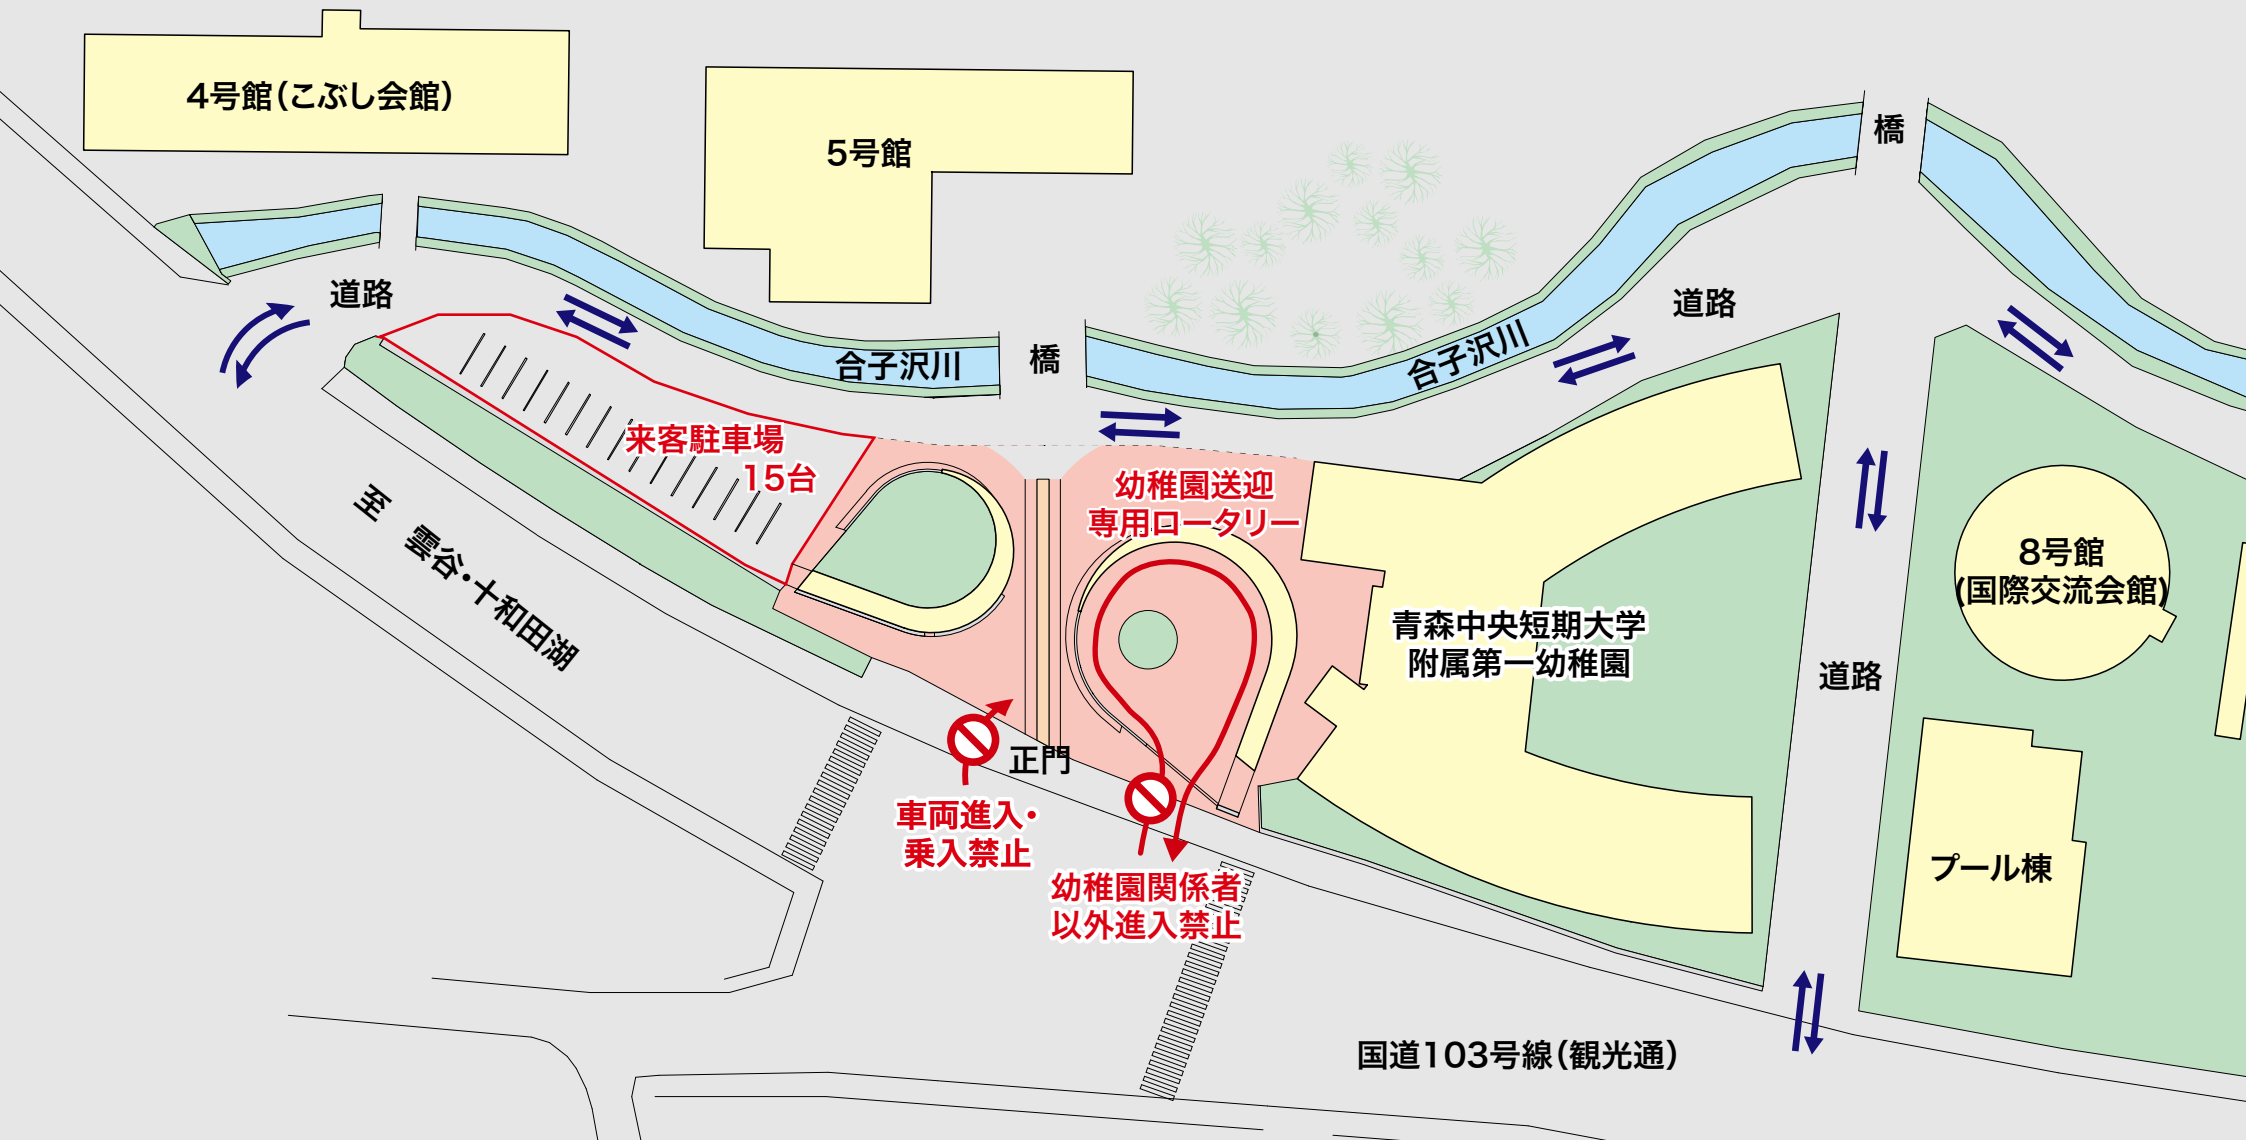 4号館(こぶし会館)
5号館
橋
道路
道路
合子沢川
橋
合子沢川
来客駐車場
15台
幼稚園送迎
専用ロータリー
至 雲谷・十和田湖
8号館
(国際交流会館)
青森中央短期大学
附属第一幼稚園
道路
正門
車両進入・
乗入禁止
幼稚園関係者
以外進入禁止
プール棟
国道103号線(観光通)